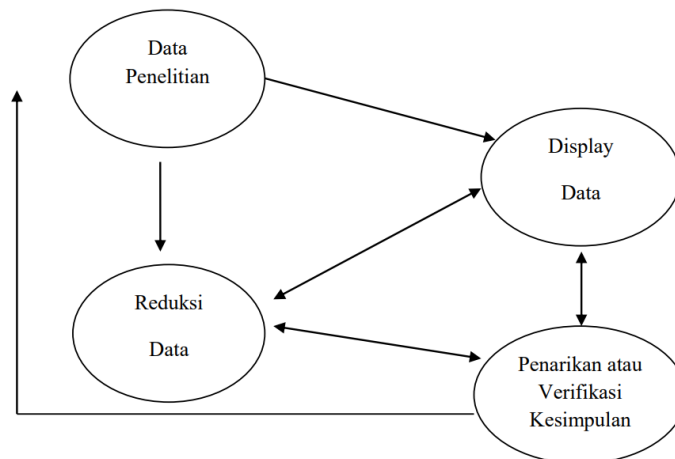 Data
Penelitian
Display
Data
Reduksi
Data
Penarikan atau
Verifikasi
Kesimpulan